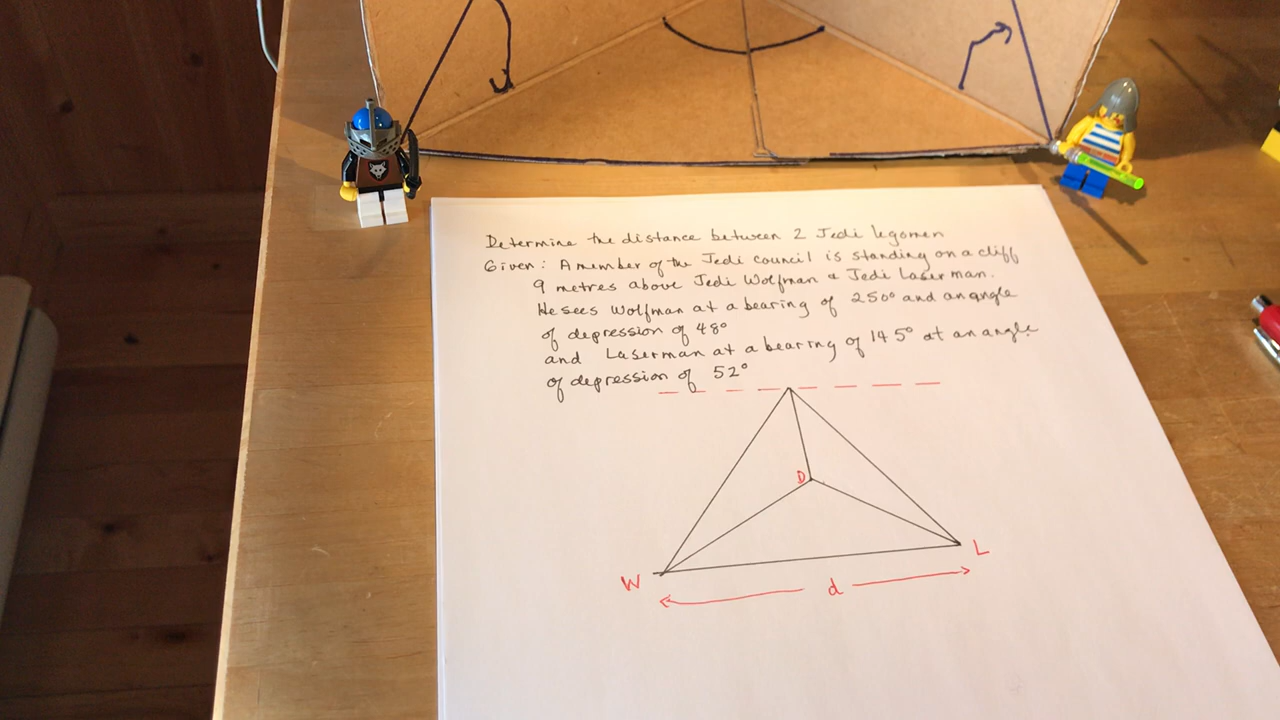 Determine the distance between 2 Jedi legomen
Given: A member of the Jedi council is standing on a cliff
9 metres above Jedi Wolfman & Jedi Laserman.
He sees Wolfman at a bearing of 250° and an angle
of depression of 48°
and Laserman at a bearing of 145° at an angle
of depression of 52°
D
W
L
d